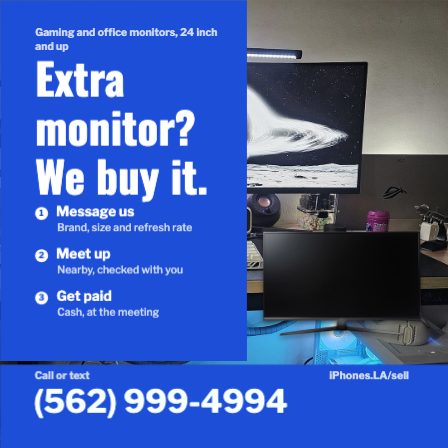 Gaming and office monitors, 24 inch
and up
Extra
monitor?
We buy it.
1 Message us
Brand, size and refresh rate
2 Meet up
Nearby, checked with you
3 Get paid
Cash, at the meeting
Call or text
iPhones.LA/sell
(562) 999-4994